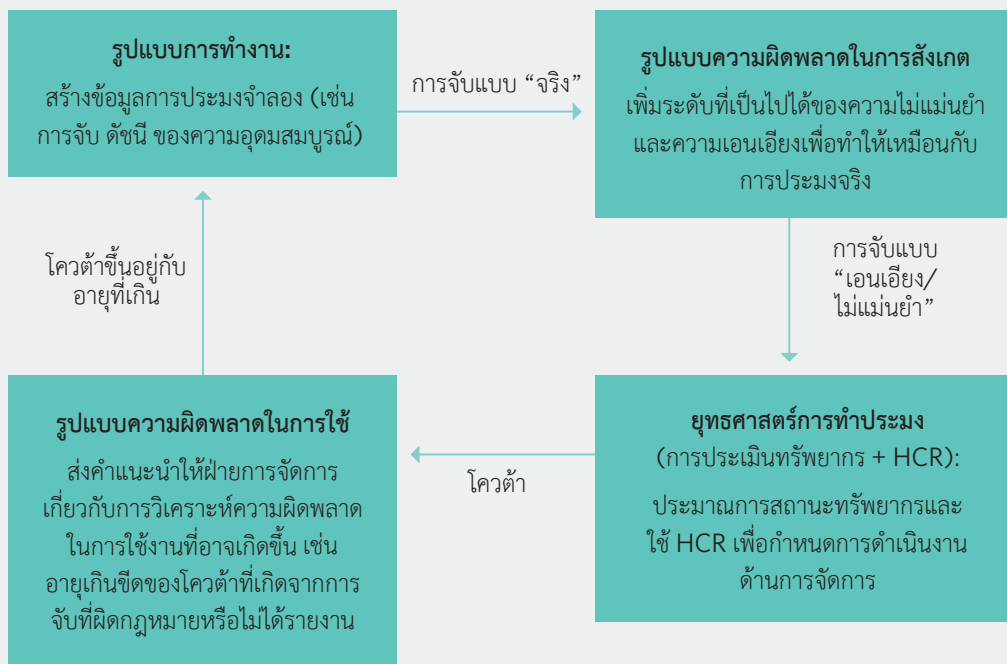 รูปแบบการทำงาน:
สร้างข้อมูลการประมงจำลอง (เช่น
การจับ ดัชนี ของความอุดมสมบูรณ์)
การจับแบบ “จริง”
รูปแบบความผิดพลาดในการสังเกต
เพิ่มระดับที่เป็นไปได้ของความไม่แม่นยำ
และความเอนเอียงเพื่อทำให้เหมือนกับ
การประมงจริง
การจับแบบ
“เอนเอียง/
ไม่แม่นยำ”
ยุทธศาสตร์การทำประมง
(การประเมินทรัพยากร + HCR):
ประมาณการสถานะทรัพยากรและ
ใช้ HCR เพื่อกำหนดการดำเนินงาน
ด้านการจัดการ
โควต้า
รูปแบบความผิดพลาดในการใช้
ส่งคำแนะนำให้ฝ่ายการจัดการ
เกี่ยวกับการวิเคราะห์ความผิดพลาด
ในการใช้งานที่อาจเกิดขึ้น เช่น
อายุเกินขีดของโควต้าที่เกิดจากการ
จับที่ผิดกฎหมายหรือไม่ได้รายงาน
โควต้าขึ้นอยู่กับ
อายุที่เกิน